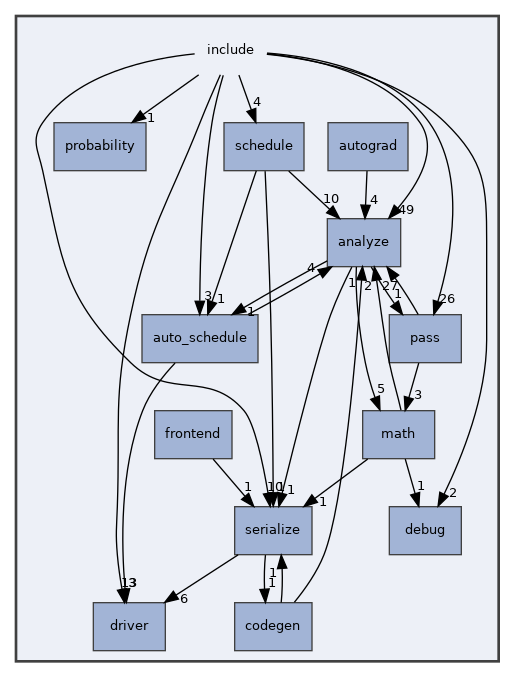 include
1
4
probability
schedule
autograd
10
4
49
analyze
4
1
2
27
1
3
1
1
26
auto_schedule
pass
5
3
frontend
math
1
1
1
1
2
serialize
debug
1
1
13
6
driver
codegen